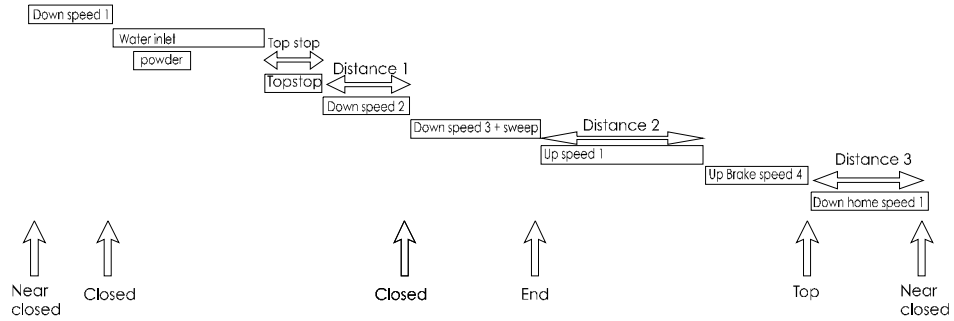 Down speed 1
Water inlet
powder
Top stop
Topstop
Distance 1
Down speed 2
Down speed 3 + sweep
Distance 2
Up speed 1
Up Brake speed 4
Distance 3
Down home speed 1
Near
closed
Closed
Closed
End
Top
Near
closed